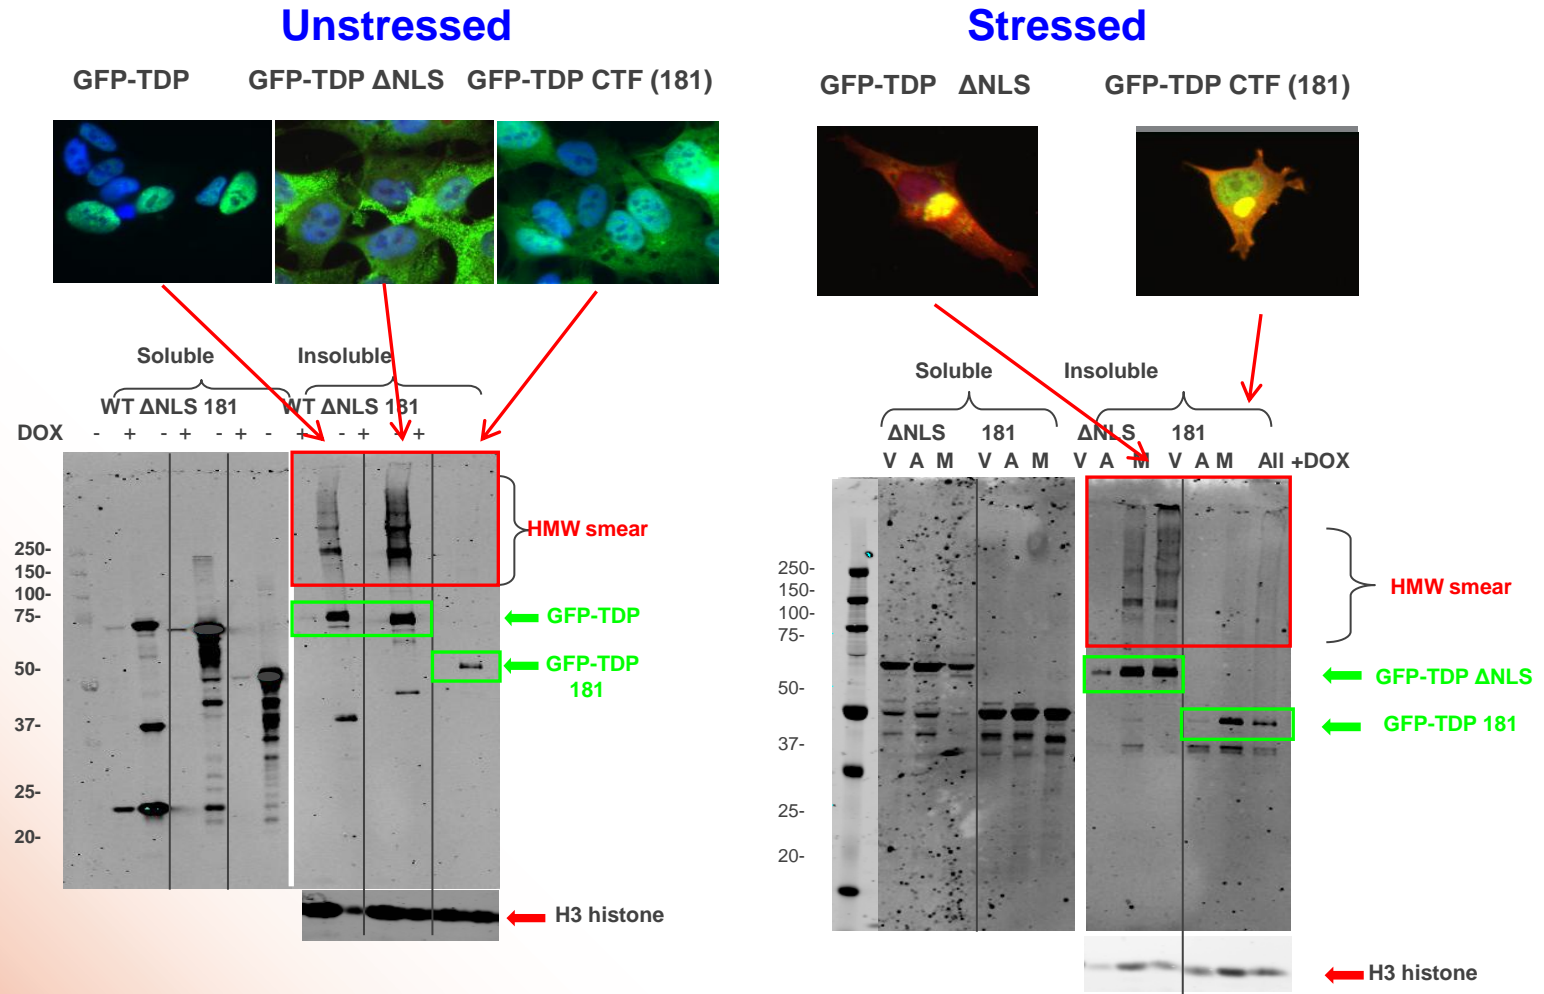 Unstressed
GFP-TDP GFP-TDP ΔNLS GFP-TDP CTF (181)
Soluble Insoluble
WT ΔNLS 181 WT ΔNLS 181
DOX - + - + - + - + - + - +
250-
150-
100-
75-
50-
37-
25-
20-
HMW smear
GFP-TDP
GFP-TDP
181
H3 histone
Stressed
GFP-TDP ΔNLS GFP-TDP CTF (181)
Soluble Insoluble
ΔNLS 181 ΔNLS 181
V A M V A M V A M V A M All +DOX
250-
150-
100-
75-
50-
37-
25-
20-
HMW smear
GFP-TDP ΔNLS
GFP-TDP 181
H3 histone